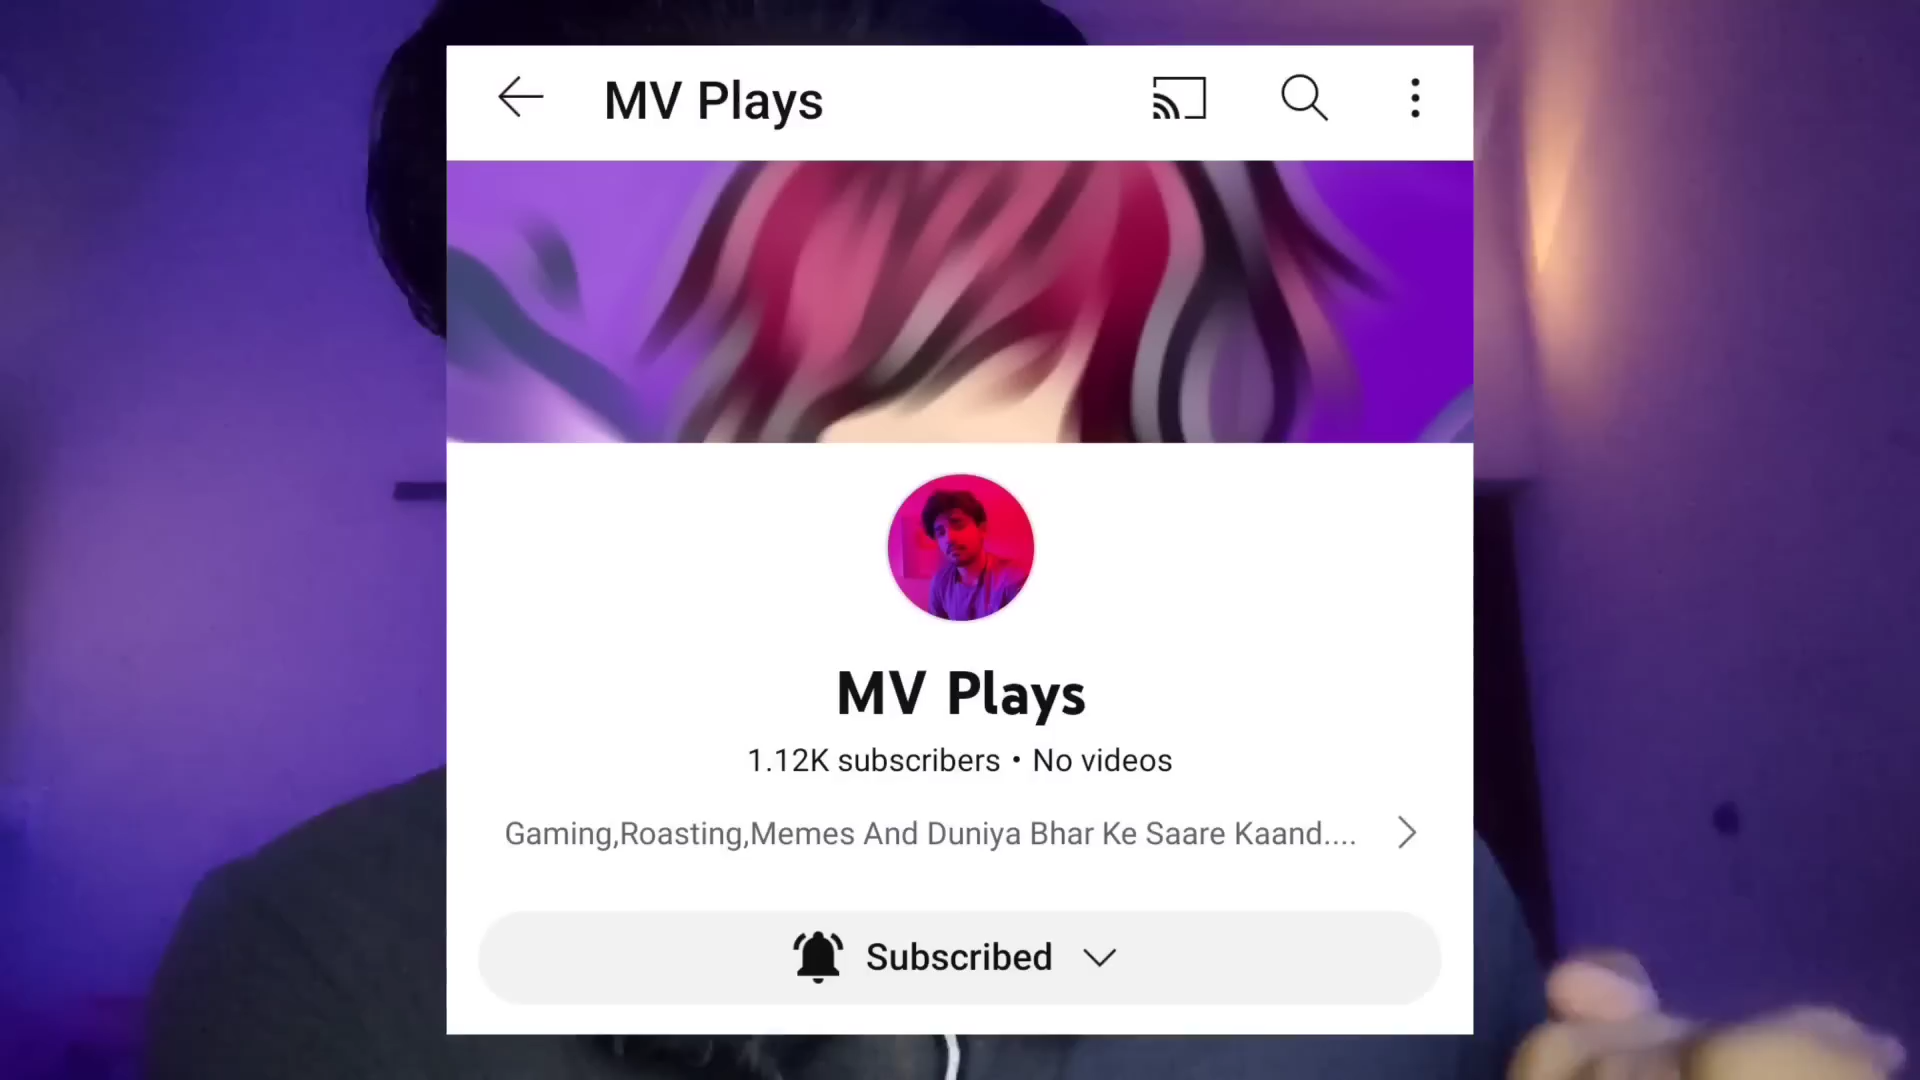 MV Plays
MV Plays
1.12K subscribers • No videos
Gaming,Roasting,Memes And Duniya Bhar Ke Saare Kaand....
Subscribed